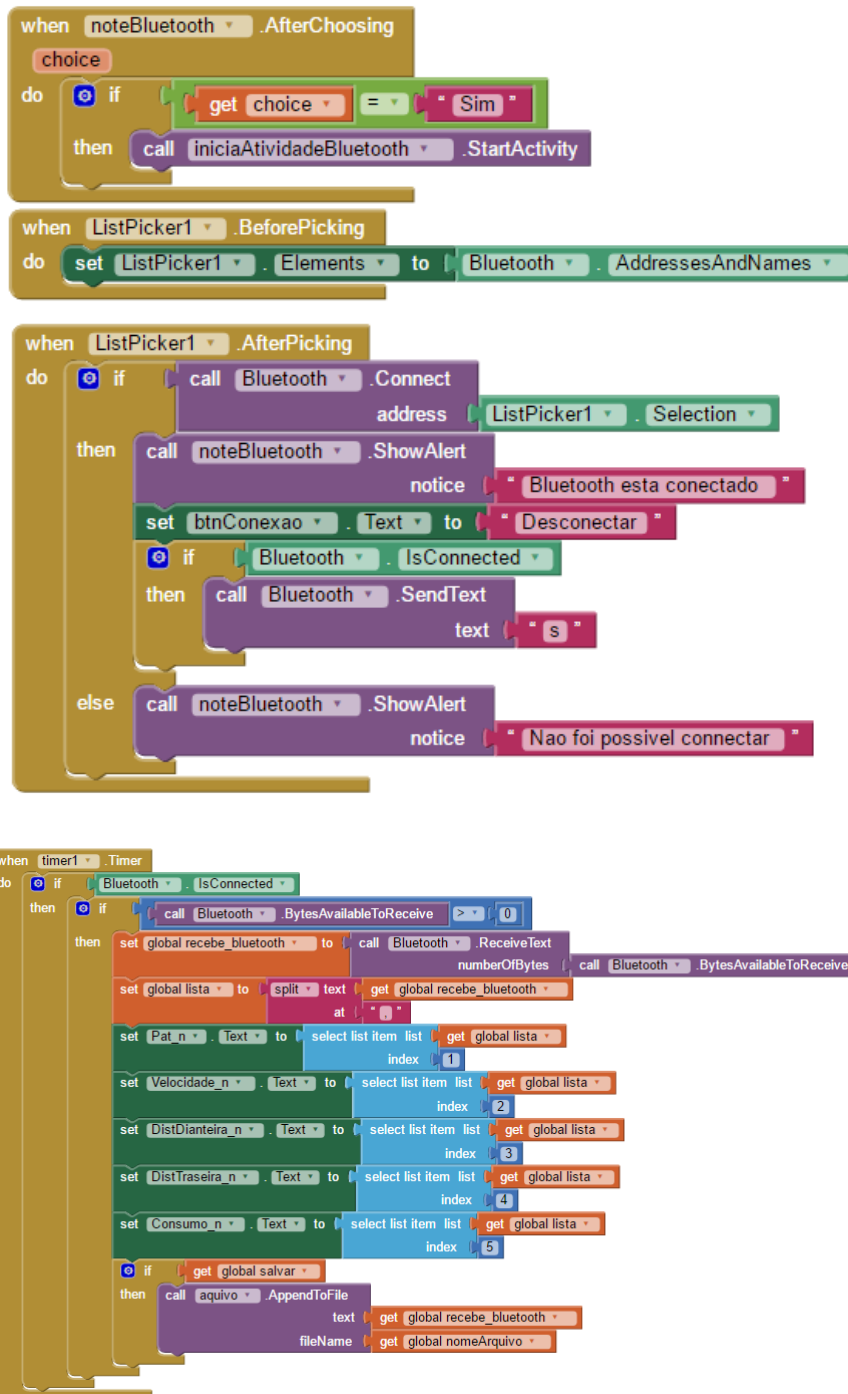 when noteBluetooth .AfterChoosing
choice
do if get choice = " Sim "
then call iniciaAtividadeBluetooth .StartActivity
when ListPicker1 .BeforePicking
do set ListPicker1 . Elements to Bluetooth . AddressesAndNames
when ListPicker1 .AfterPicking
do if call Bluetooth .Connect
address ListPicker1 . Selection
then call noteBluetooth .ShowAlert
notice " Bluetooth esta conectado "
set btnConexao . Text to " Desconectar "
if Bluetooth . IsConnected
then call Bluetooth .SendText
text " s "
else call noteBluetooth .ShowAlert
notice " Nao foi possivel connectar "
when timer1 .Timer
do if Bluetooth . IsConnected
then if call Bluetooth .BytesAvailableToReceive > 0
then set global recebe_bluetooth to call Bluetooth .ReceiveText
numberOfBytes call Bluetooth .BytesAvailableToReceive
set global lista to split text get global recebe_bluetooth
at " , "
set Pat_n . Text to select list item list get global lista
index 1
set Velocidade_n . Text to select list item list get global lista
index 2
set DistDianteira_n . Text to select list item list get global lista
index 3
set DistTraseira_n . Text to select list item list get global lista
index 4
set Consumo_n . Text to select list item list get global lista
index 5
if get global salvar
then call aquivo .AppendToFile
text get global recebe_bluetooth
fileName get global nomeArquivo